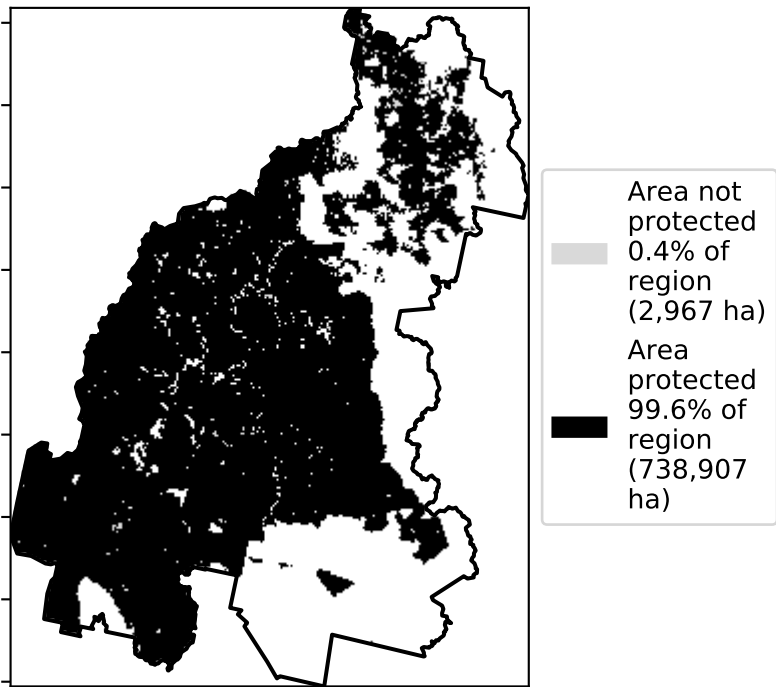 Area not
protected
0.4% of
region
(2,967 ha)
Area
protected
99.6% of
region
(738,907
ha)